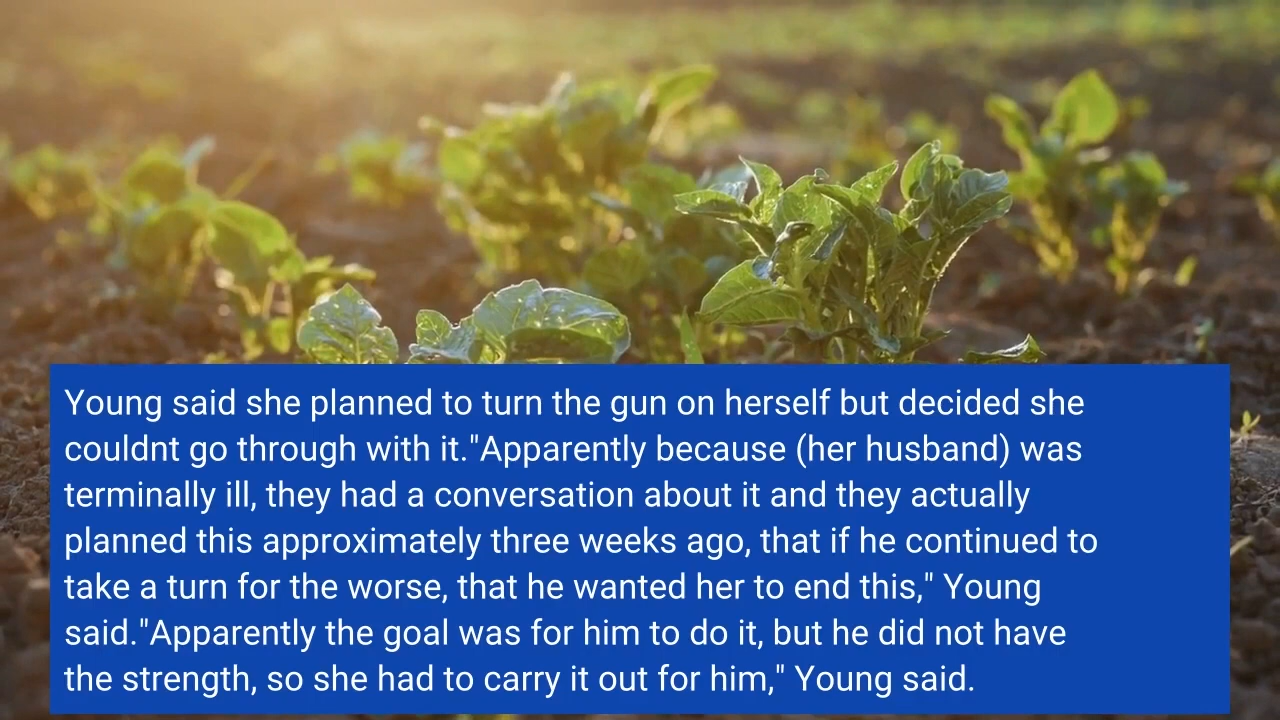 Young said she planned to turn the gun on herself but decided she
couldnt go through with it."Apparently because (her husband) was
terminally ill, they had a conversation about it and they actually
planned this approximately three weeks ago, that if he continued to
take a turn for the worse, that he wanted her to end this," Young
said."Apparently the goal was for him to do it, but he did not have
the strength, so she had to carry it out for him," Young said.